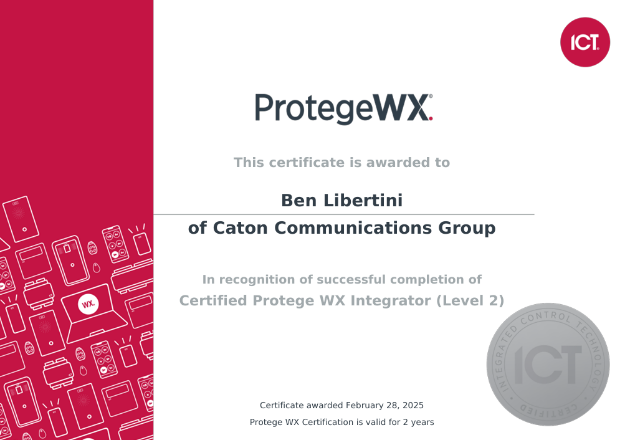 ICT
ProtegeWX
This certificate is awarded to
Ben Libertini
of Caton Communications Group
In recognition of successful completion of
Certified Protege WX Integrator (Level 2)
WX
INTEGRATED CONTROL TECHNOLOGY
ICT
CERTIFIED
Certificate awarded February 28, 2025
Protege WX Certification is valid for 2 years